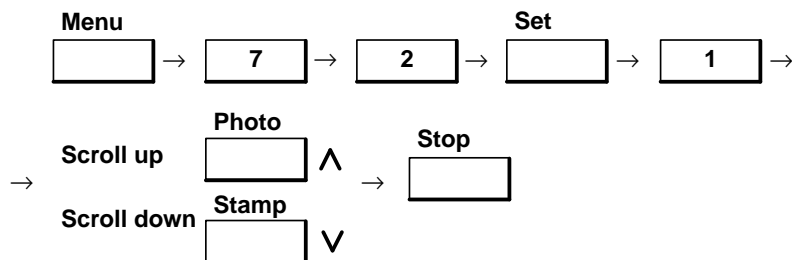 Menu Set
→ 7 → 2 → → 1 →
Photo
Scroll up ∧ → Stop
→
Scroll down Stamp
∨